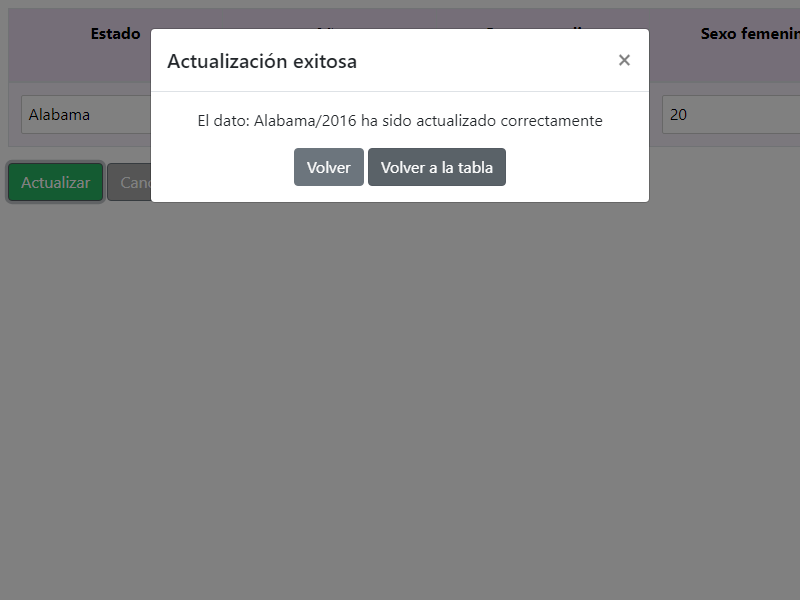 Estado
Sexo femenin
Actualización exitosa
×
Alabama
20
El dato: Alabama/2016 ha sido actualizado correctamente
Volver
Volver a la tabla
Actualizar
Canc